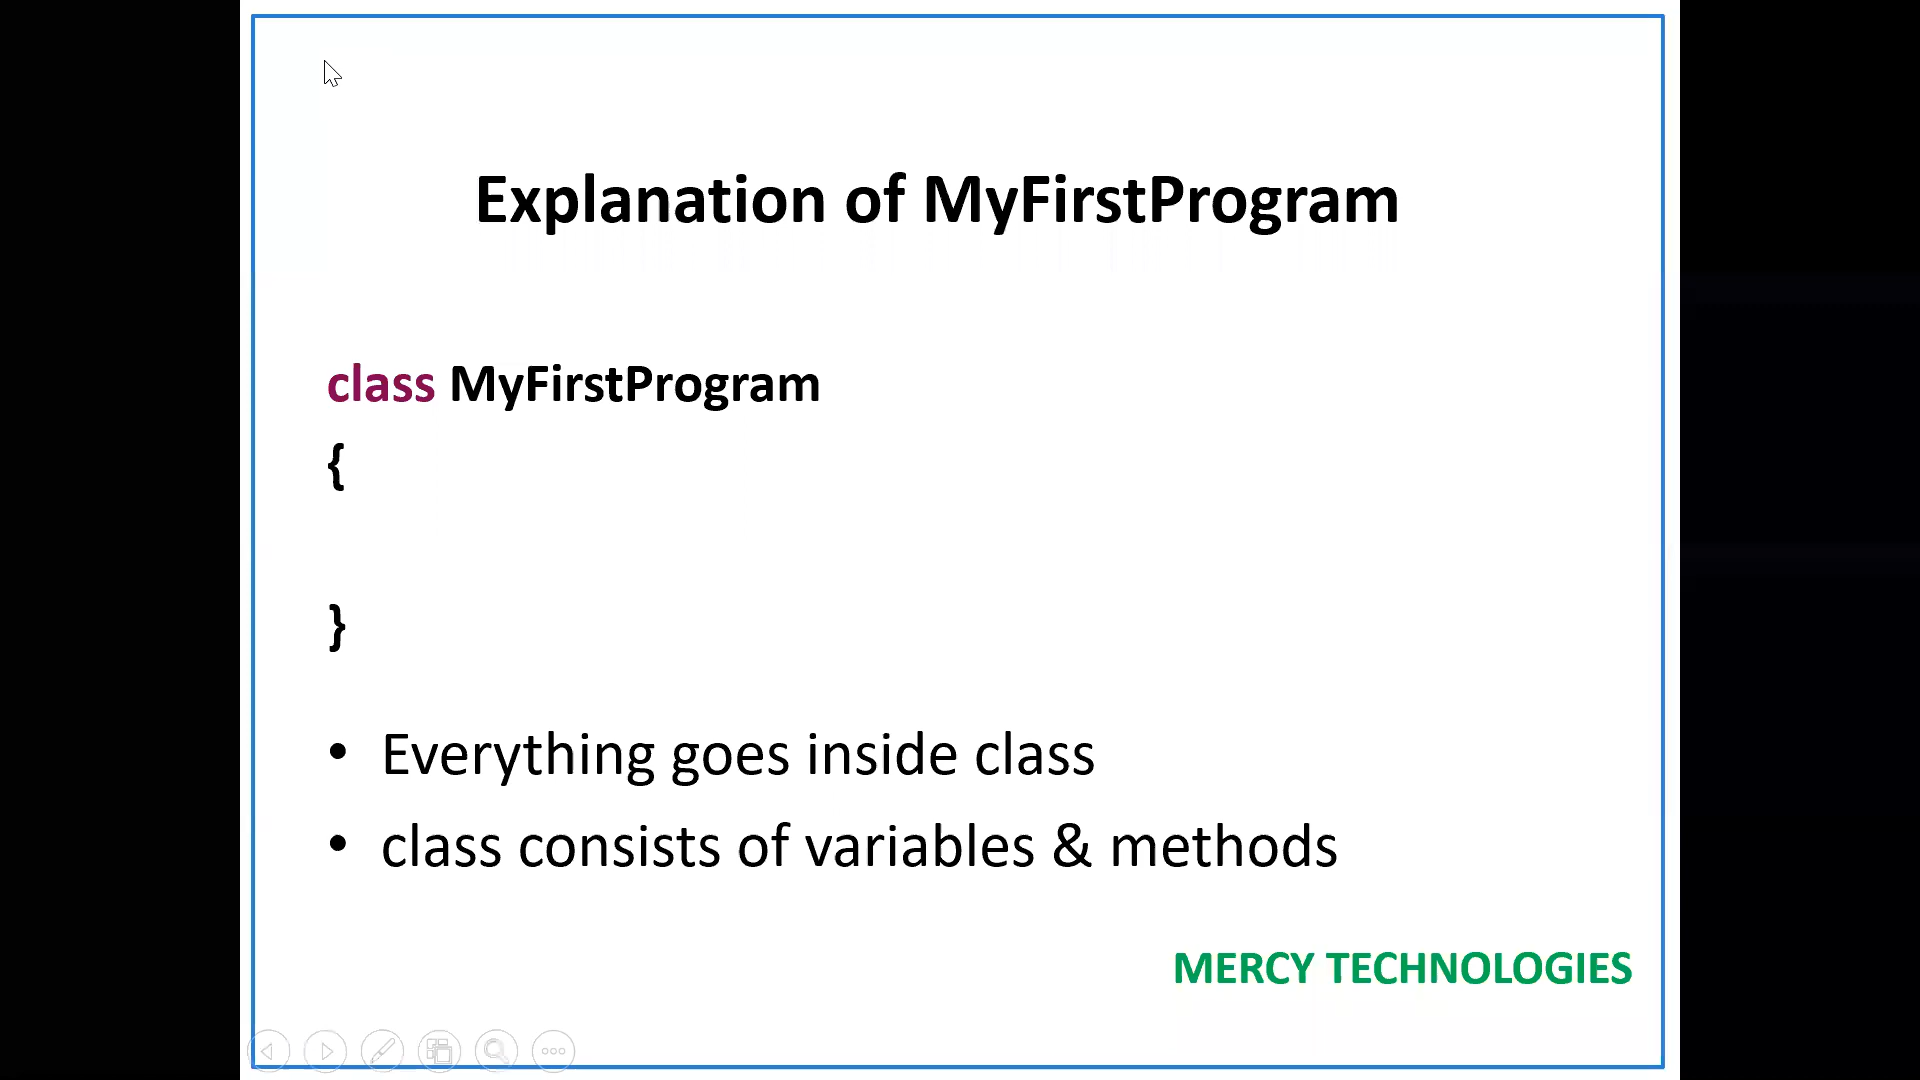 Explanation of MyFirstProgram
class MyFirstProgram
{
}
• Everything goes inside class
• class consists of variables & methods
MERCY TECHNOLOGIES